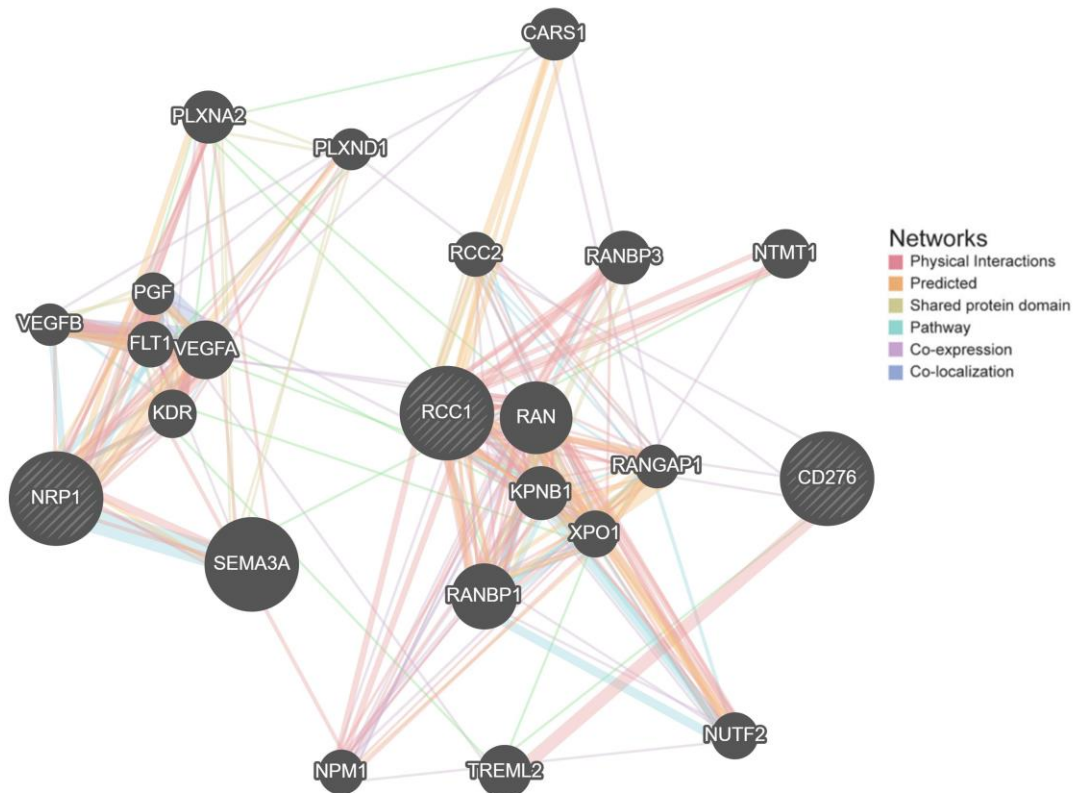 CARS1
PLXNA2
PLXND1
RCC2
RANBP3
NTMT1
PGF
VEGFB
FLT1
VEGFA
KDR
RCC1
RAN
RANGAP1
KPNB1
CD276
NRP1
XPO1
SEMA3A
RANBP1
NUTF2
NPM1
TREML2
Networks
Physical Interactions
Predicted
Shared protein domain
Pathway
Co-expression
Co-localization